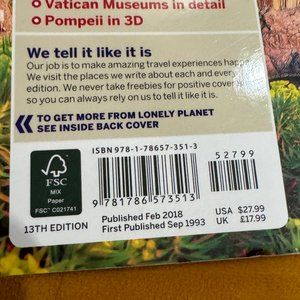 Vatican Museums in detail
Pompeii in 3D
We tell it like it is
Our job is to make amazing travel experiences
We visit the places we write about each and every
edition. We never take freebies for positive
so you can always rely on us to tell it like it is.
TO GET MORE FROM LONELY PLANET
SEE INSIDE BACK COVER
ISBN 978-1-78657-351-3
52799
FSC
MIX
Paper
FSC™ C021741
9 781786 573513
13TH EDITION
Published Feb 2018
First Published Sep 1993
USA $27.99
UK £17.99